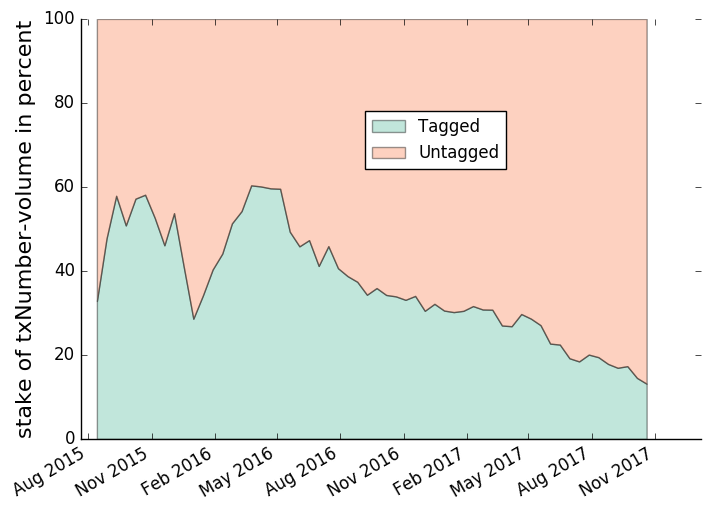 stake of txNumber-volume in percent
100
80
60
40
20
0
Tagged
Untagged
Aug 2015
Nov 2015
Feb 2016
May 2016
Aug 2016
Nov 2016
Feb 2017
May 2017
Aug 2017
Nov 2017